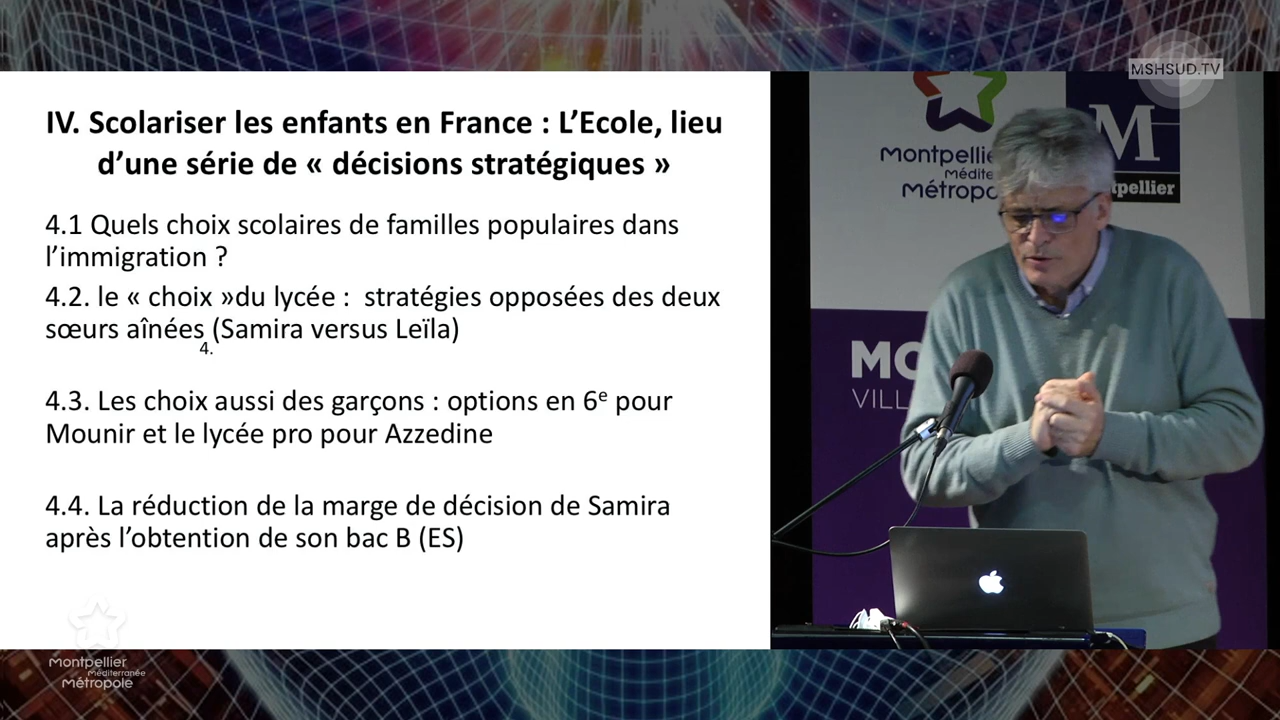 MSHSUD.TV
IV. Scolariser les enfants en France : L’Ecole, lieu
d’une série de « décisions stratégiques »
4.1 Quels choix scolaires de familles populaires dans
l’immigration ?
4.2. le « choix »du lycée :  stratégies opposées des deux
sœurs aînées (Samira versus Leïla)
4.
4.3. Les choix aussi des garçons : options en 6e pour
Mounir et le lycée pro pour Azzedine
4.4. La réduction de la marge de décision de Samira
après l’obtention de son bac B (ES)
Montpellier
méditerranée
Métropole
Montpellie
médite
Métropo
M
tpellier
MO
VILL